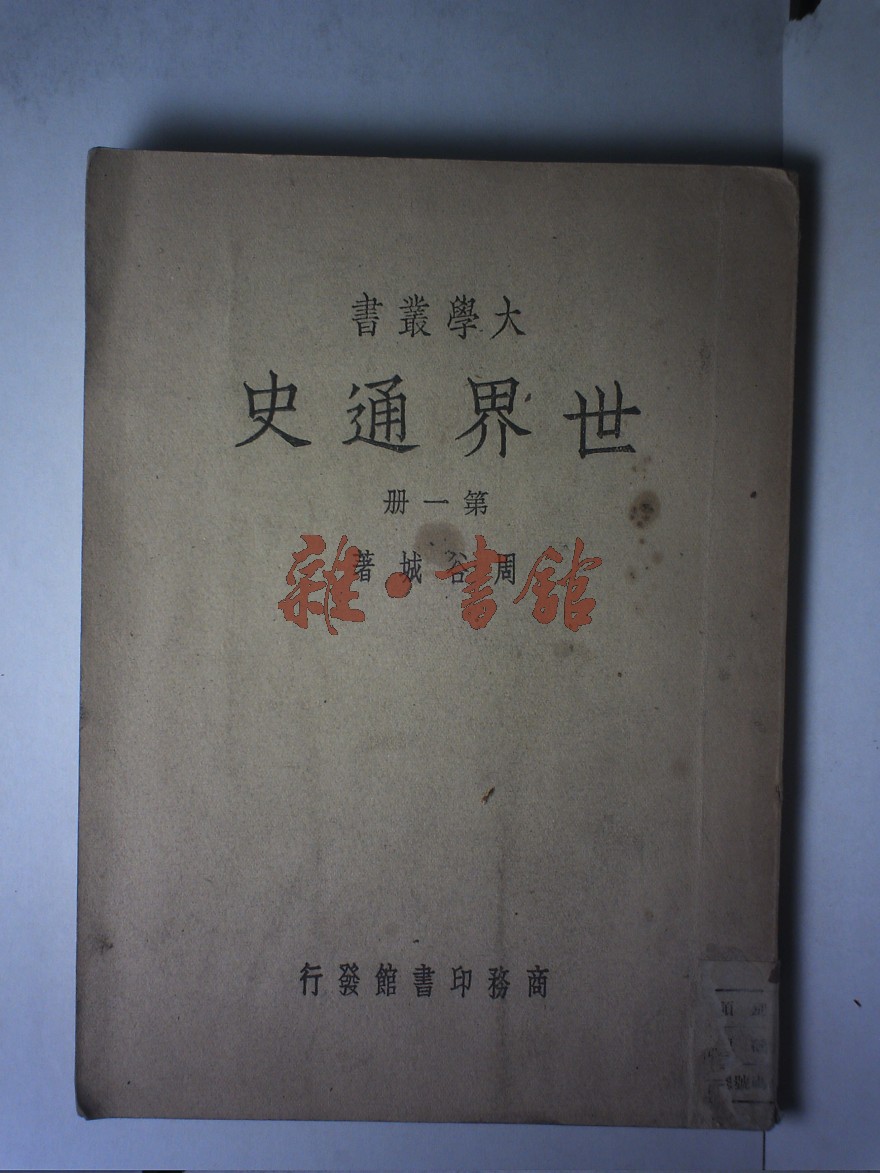 大學叢書
世界通史
第一册
周谷城著
雜·書館
商務印書館發行